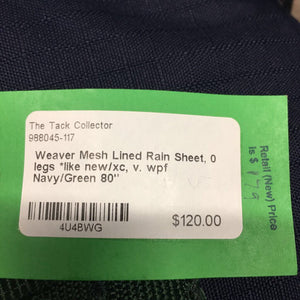 The Tack Collector
988045-117
Weaver Mesh Lined Rain Sheet, 0
legs *like new/xc, v. wpf
Navy/Green 80"
$120.00
4U4BWG
Retail (New) Price
is $